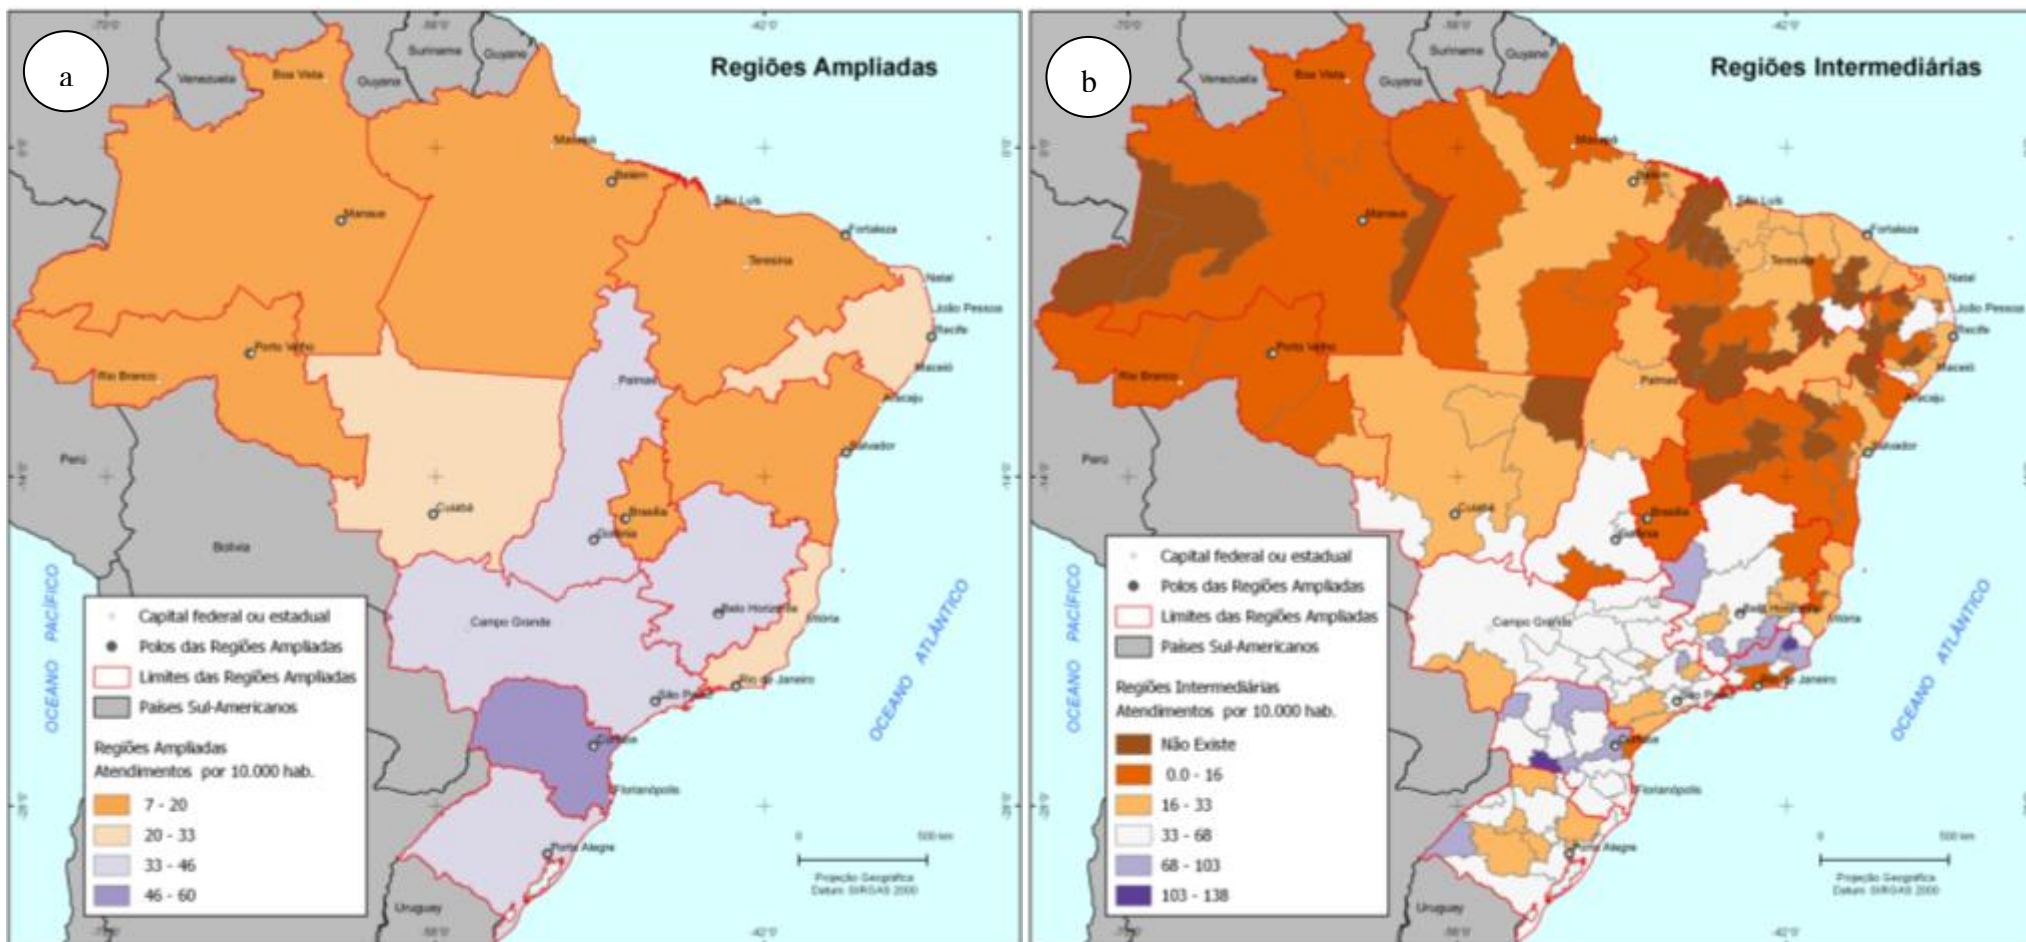 a
Regiões Ampliadas
Venezuela
Boa Vista
Guyana
Suriname
Guyane
Macapá
Belém
São Luís
Manaus
Fortaleza
Teresina
Natal
João Pessoa
Recife
Porto Velho
Maceió
Rio Branco
Palmas
Aracaju
Salvador
Perú
Cuiabá
Brasília
Goiânia
Bolivia
Belo Horizonte
Vitória
Campo Grande
Rio de Janeiro
São Paulo
Curitiba
Florianópolis
Porto Alegre
Uruguay
OCEANO PACÍFICO
OCEANO ATLÂNTICO
Capital federal ou estadual
Polos das Regiões Ampliadas
Limites das Regiões Ampliadas
Países Sul-Americanos
Regiões Ampliadas
Atendimentos por 10.000 hab.
7 - 20
20 - 33
33 - 46
46 - 60
0 500 km
Projeção Geográfica
Datum SIRGAS 2000
b
Regiões Intermediárias
Venezuela
Boa Vista
Guyana
Suriname
Guyane
Macapá
Belém
São Luís
Manaus
Fortaleza
Teresina
Natal
João Pessoa
Recife
Porto Velho
Maceió
Rio Branco
Palmas
Aracaju
Salvador
Perú
Cuiabá
Brasília
Goiânia
Belo Horizonte
Vitória
Campo Grande
Rio de Janeiro
São Paulo
Curitiba
Florianópolis
Porto Alegre
Uruguay
OCEANO PACÍFICO
OCEANO ATLÂNTICO
Capital federal ou estadual
Polos das Regiões Ampliadas
Limites das Regiões Ampliadas
Países Sul-Americanos
Regiões Intermediárias
Atendimentos por 10.000 hab.
Não Existe
0.0 - 16
16 - 33
33 - 68
68 - 103
103 - 138
0 500 km
Projeção Geográfica
Datum SIRGAS 2000